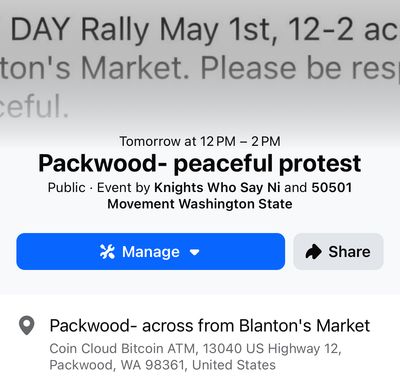 DAY Rally May 1st, 12-2 ac
ton's Market. Please be resp
ceful.
Tomorrow at 12 PM – 2 PM
Packwood- peaceful protest
Public · Event by Knights Who Say Ni and 50501
Movement Washington State
Manage
Share
Packwood- across from Blanton's Market
Coin Cloud Bitcoin ATM, 13040 US Highway 12,
Packwood, WA 98361, United States